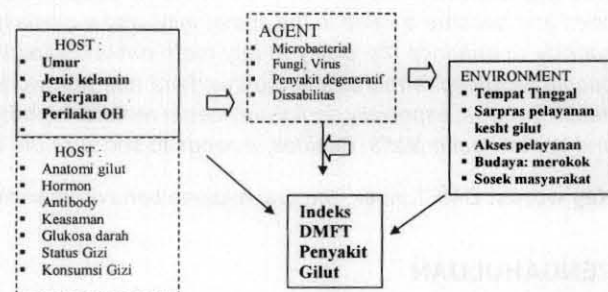 HOST :
Umur
Jenis kelamin
Pekerjaan
Perilaku OH
HOST :
Anatomi gilut
Hormon
Antibody
Keasaman
Glukosa darah
Status Gizi
Konsumsi Gizi
AGENT
Microbacterial
Fungi, Virus
Penyakit degeneratif
Dissabilitas
ENVIRONMENT
Tempat Tinggal
Sarpras pelayanan
kesht gilut
Akses pelayanan
Budaya: merokok
Sosek masyarakat
Indeks
DMFT
Penyakit
Gilut